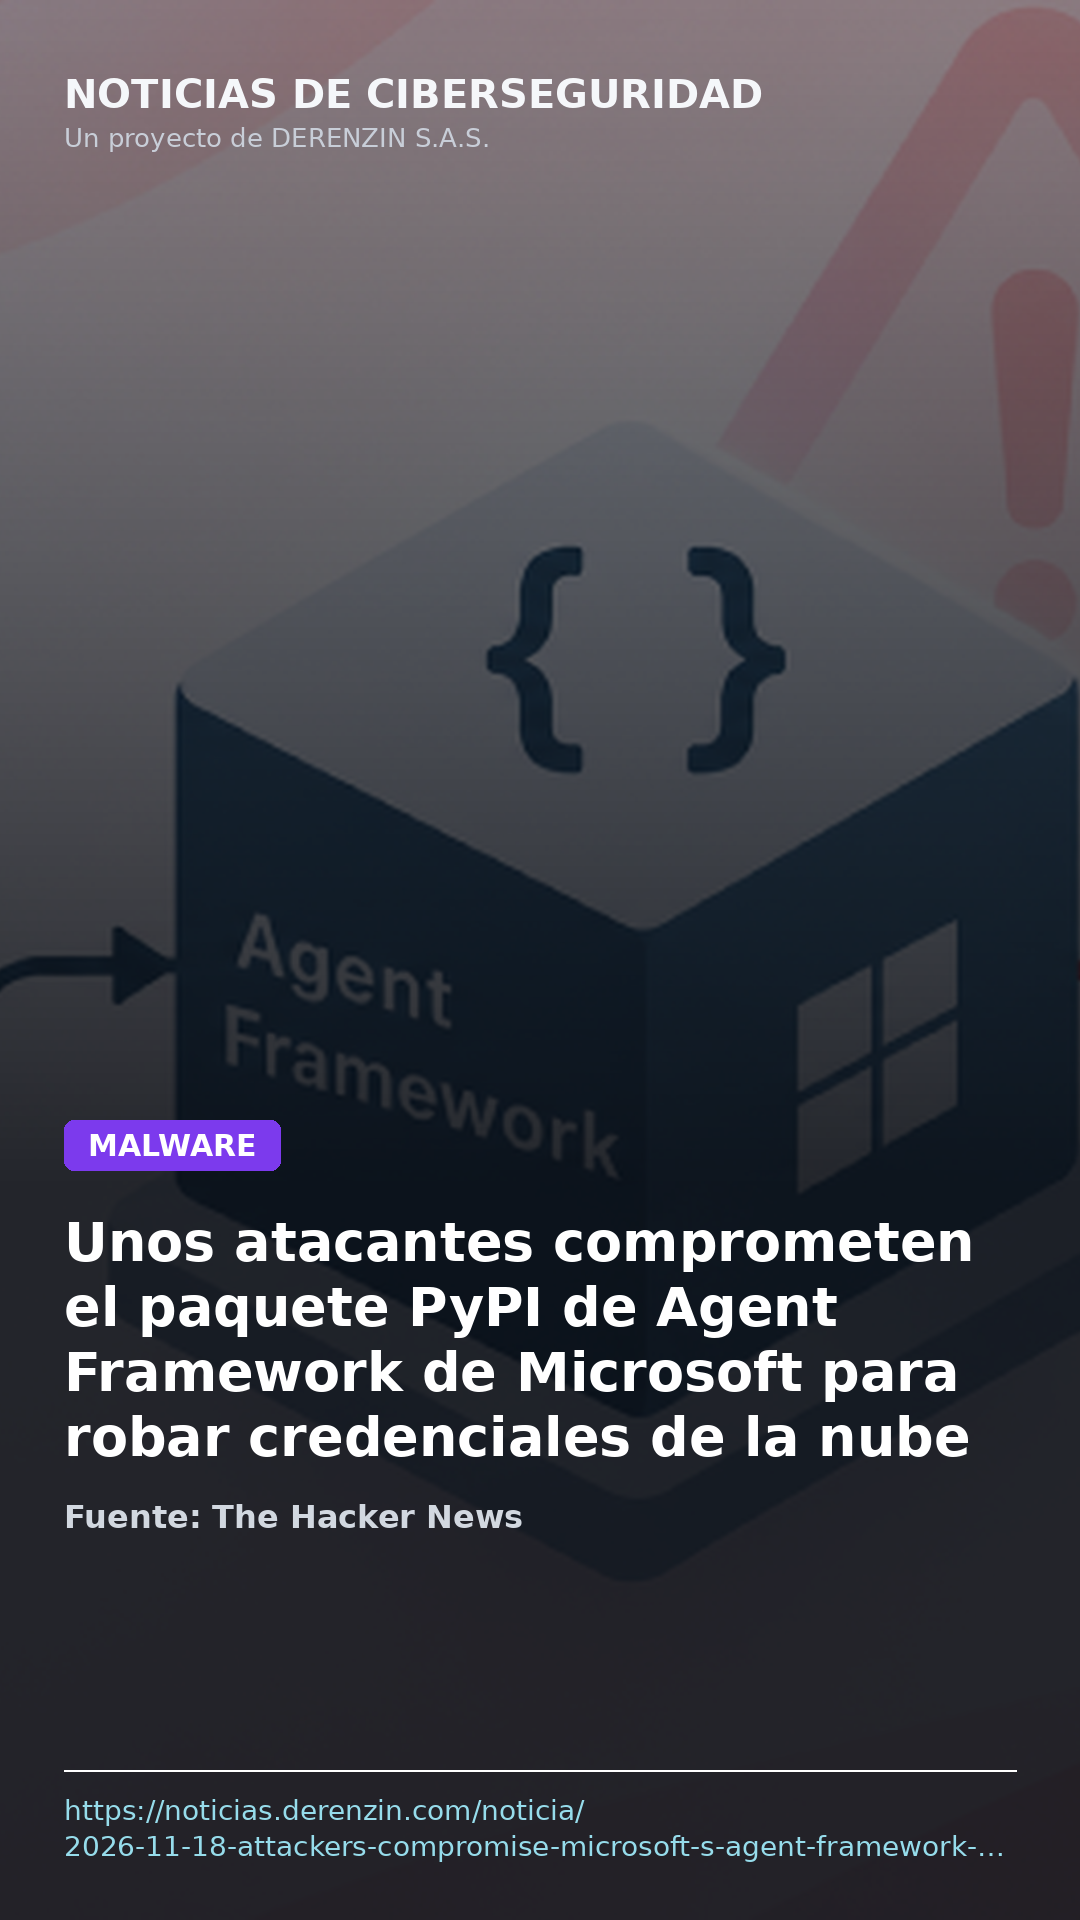 NOTICIAS DE CIBERSEGURIDAD
Un proyecto de DERENZIN S.A.S.
{ }
Agent
Framework
MALWARE
Unos atacantes comprometen
el paquete PyPI de Agent
Framework de Microsoft para
robar credenciales de la nube
Fuente: The Hacker News
https://noticias.derenzin.com/noticia/
2026-11-18-attackers-compromise-microsoft-s-agent-framework-…